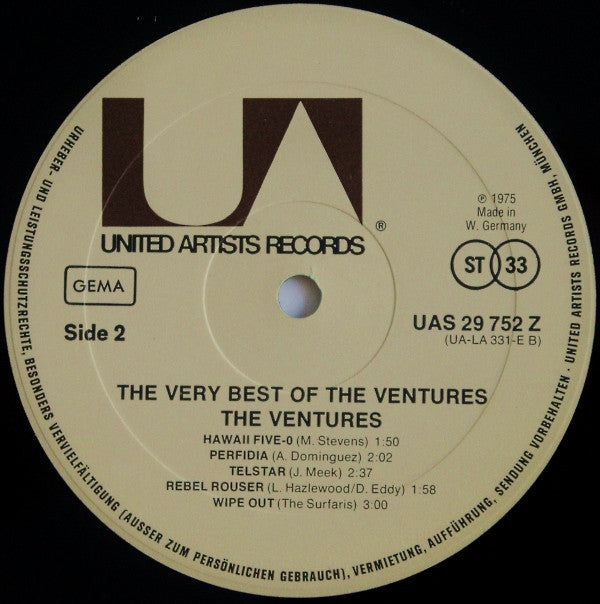 UA
UNITED ARTISTS RECORDS ®
℗ 1975
Made in
W. Germany
GEMA
ST 33
Side 2
UAS 29 752 Z
(UA-LA 331-E B)
THE VERY BEST OF THE VENTURES
THE VENTURES
HAWAII FIVE-0 (M. Stevens) 1:50
PERFIDIA (A. Dominguez) 2:02
TELSTAR (J. Meek) 2:37
REBEL ROUSER (L. Hazlewood/D. Eddy) 1:58
WIPE OUT (The Surfaris) 3:00
URHEBER- UND LEISTUNGSSCHUTZRECHTE, BESONDERS VERVIELFÄLTIGUNG (AUSSER ZUM PERSÖNLICHEN GEBRAUCH), VERMIETUNG, AUFFÜHRUNG, SENDUNG VORBEHALTEN · UNITED ARTISTS RECORDS GMBH, MÜNCHEN